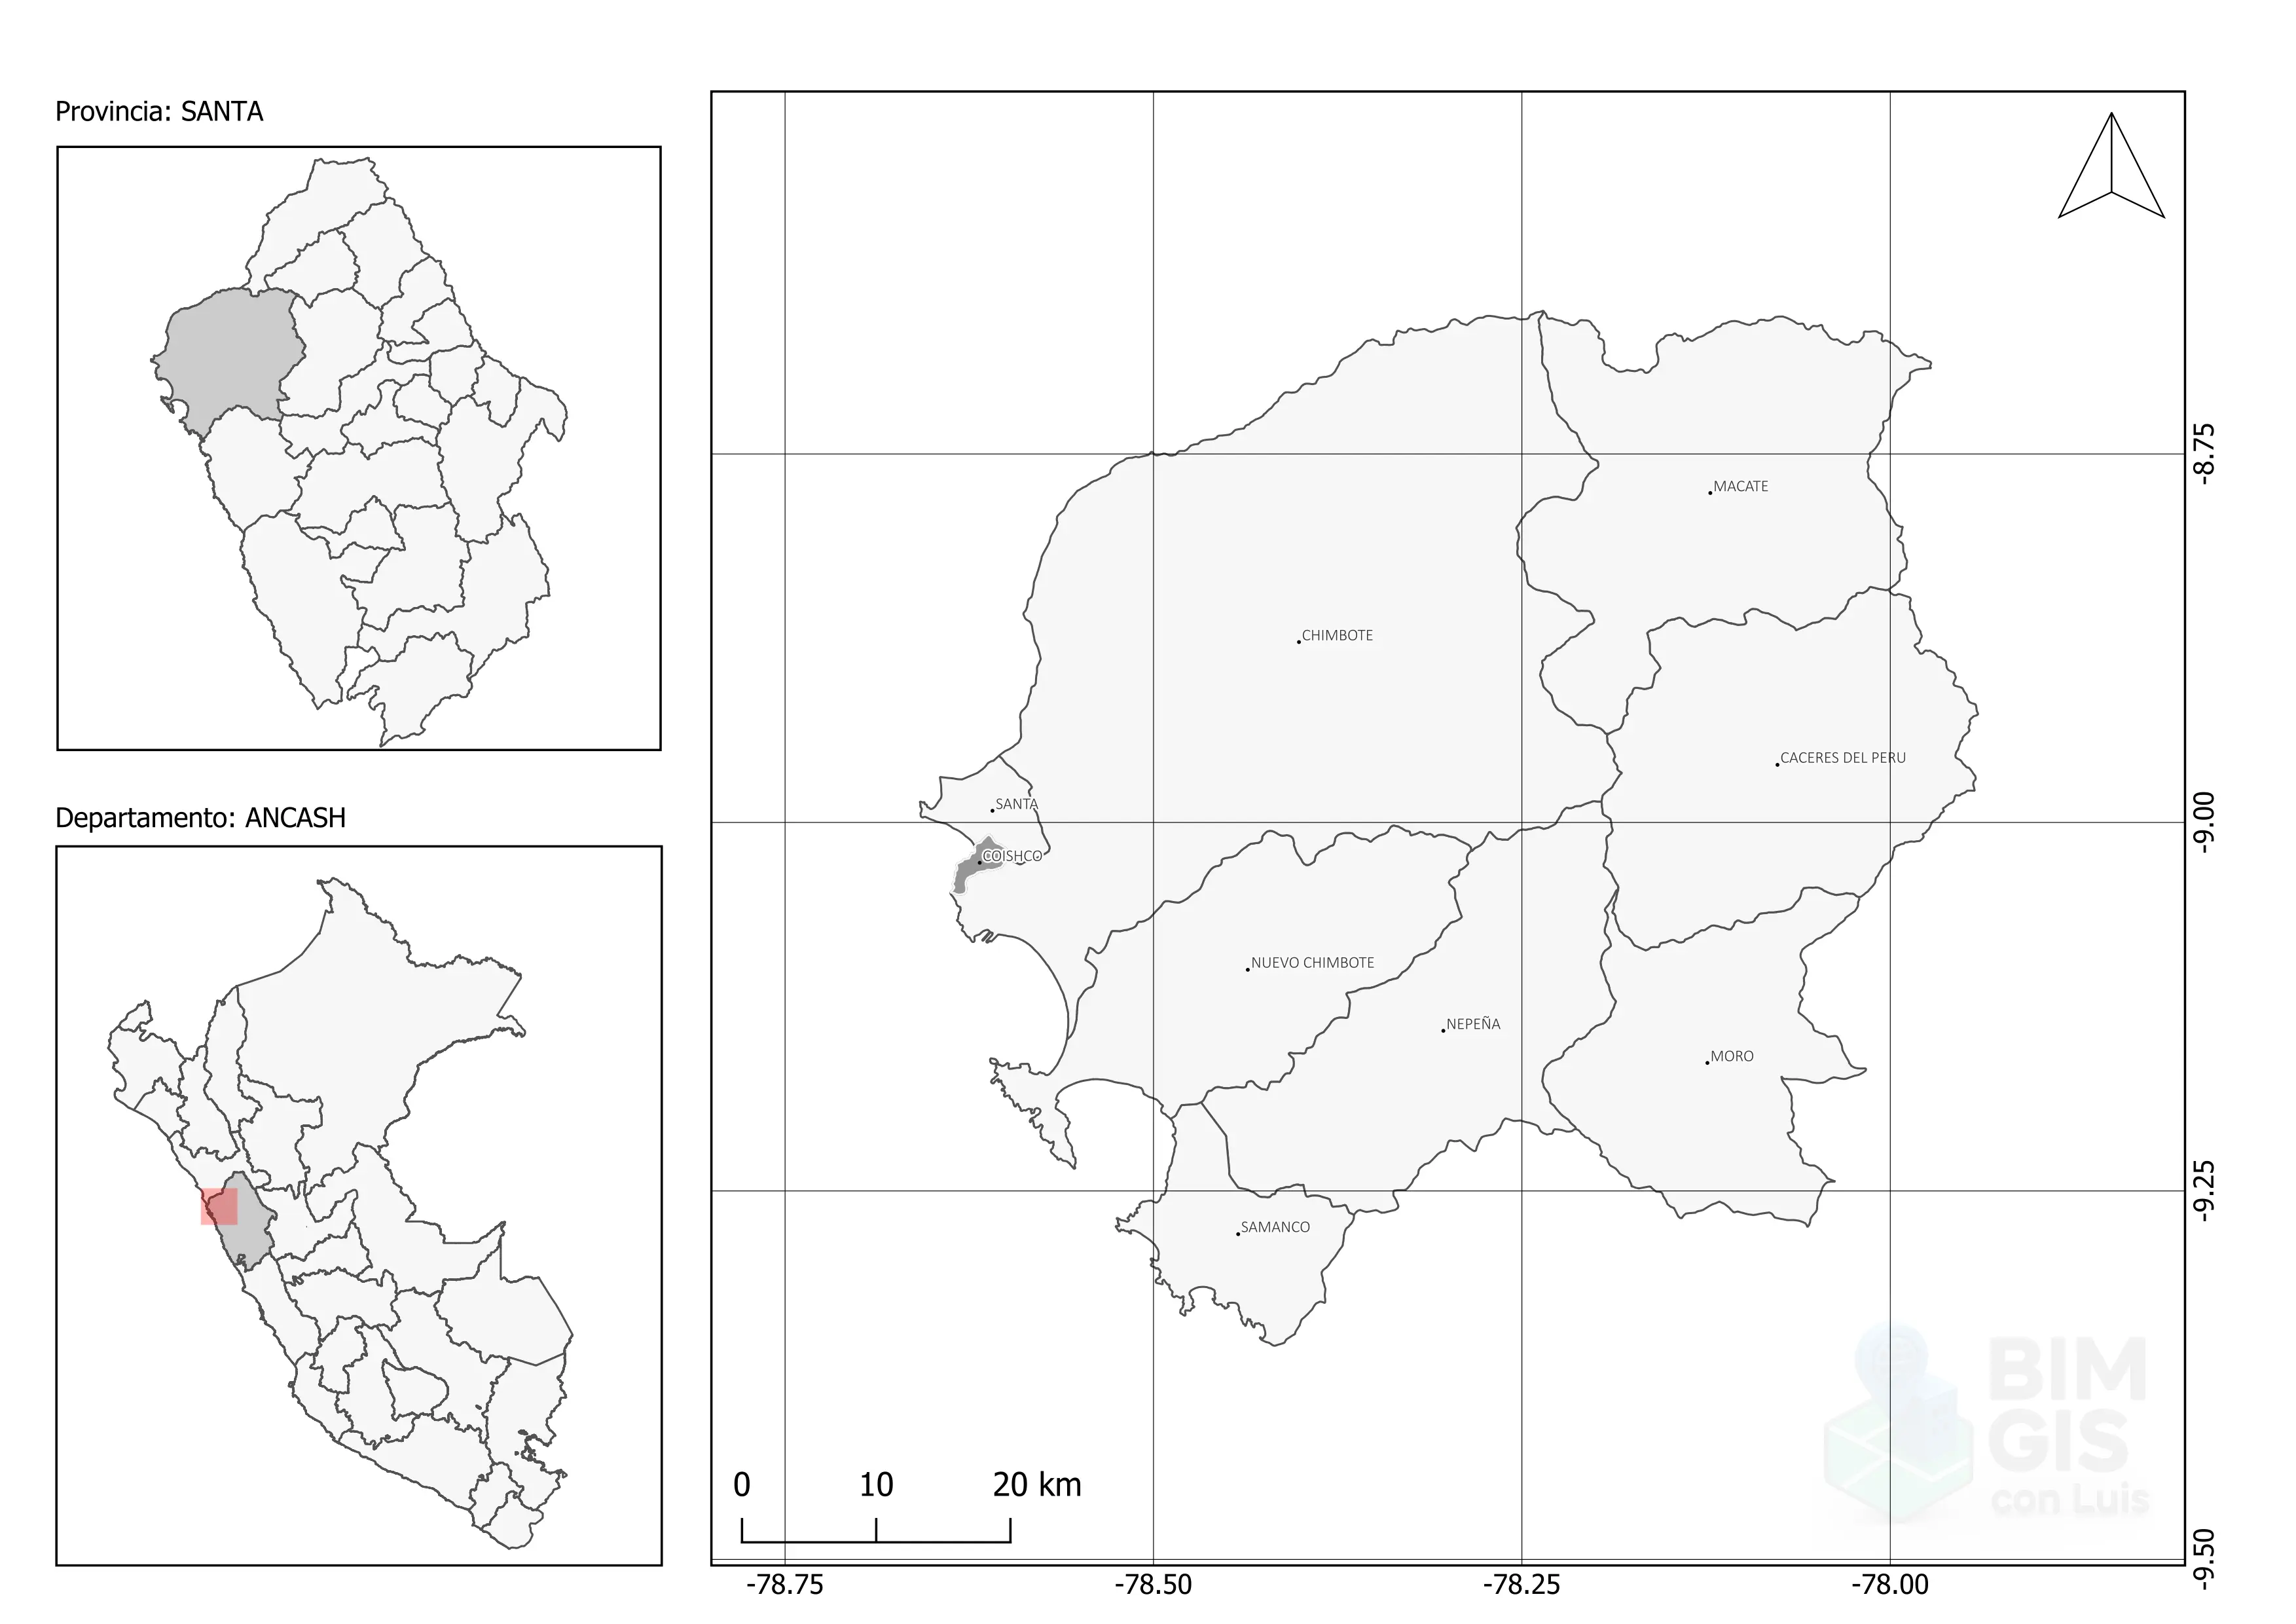 Provincia: SANTA
Departamento: ANCASH
MACATE
CHIMBOTE
CACERES DEL PERU
SANTA
COISHCO
NUEVO CHIMBOTE
NEPEÑA
MORO
SAMANCO
-8.75
-9.00
-9.25
-9.50
0 10 20 km
-78.75 -78.50 -78.25 -78.00
BIM
GIS
con Luis